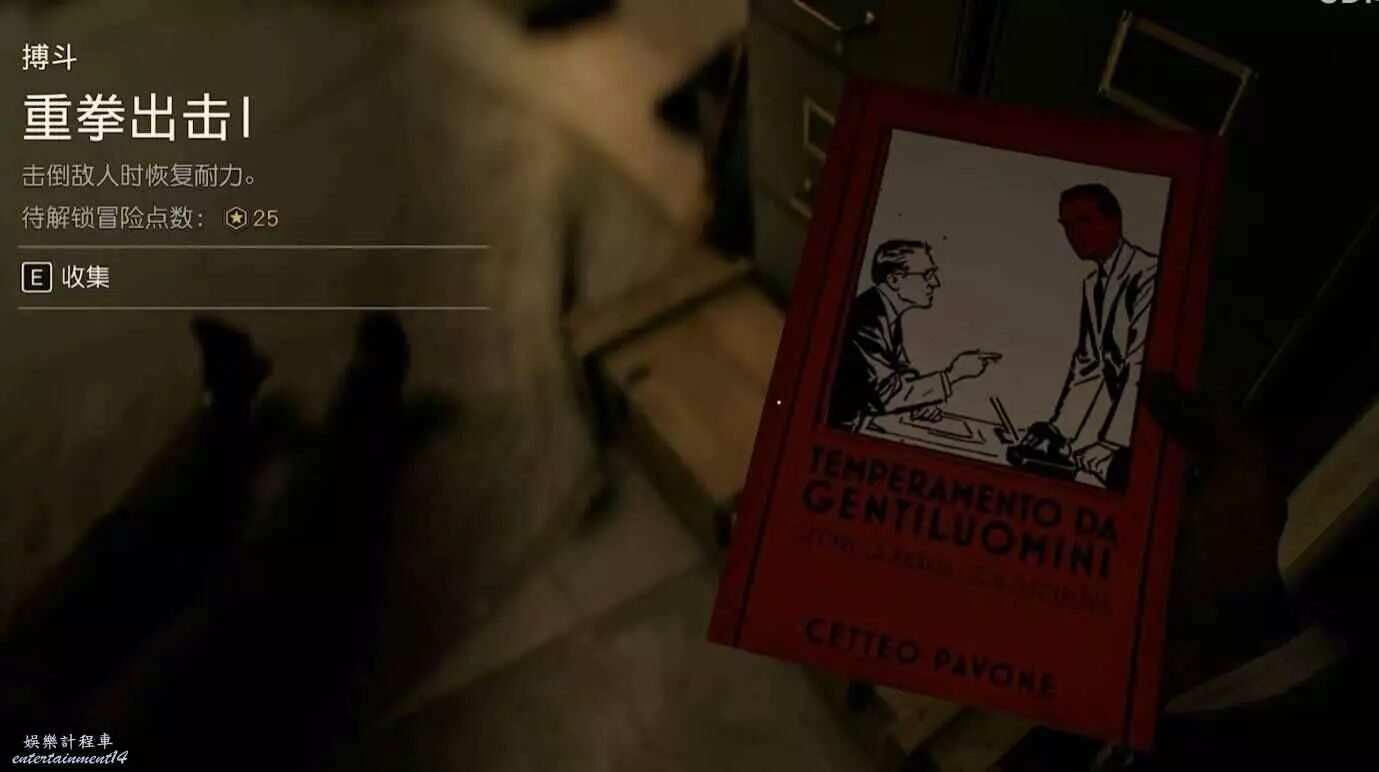 搏斗
重拳出击I
击倒敌人时恢复耐力。
待解锁冒险点数： 25
E 收集
TEMPERAMENTO DA
GENTILUOMINI
CETTEO PAVONE
娛樂計程車
entertainment14